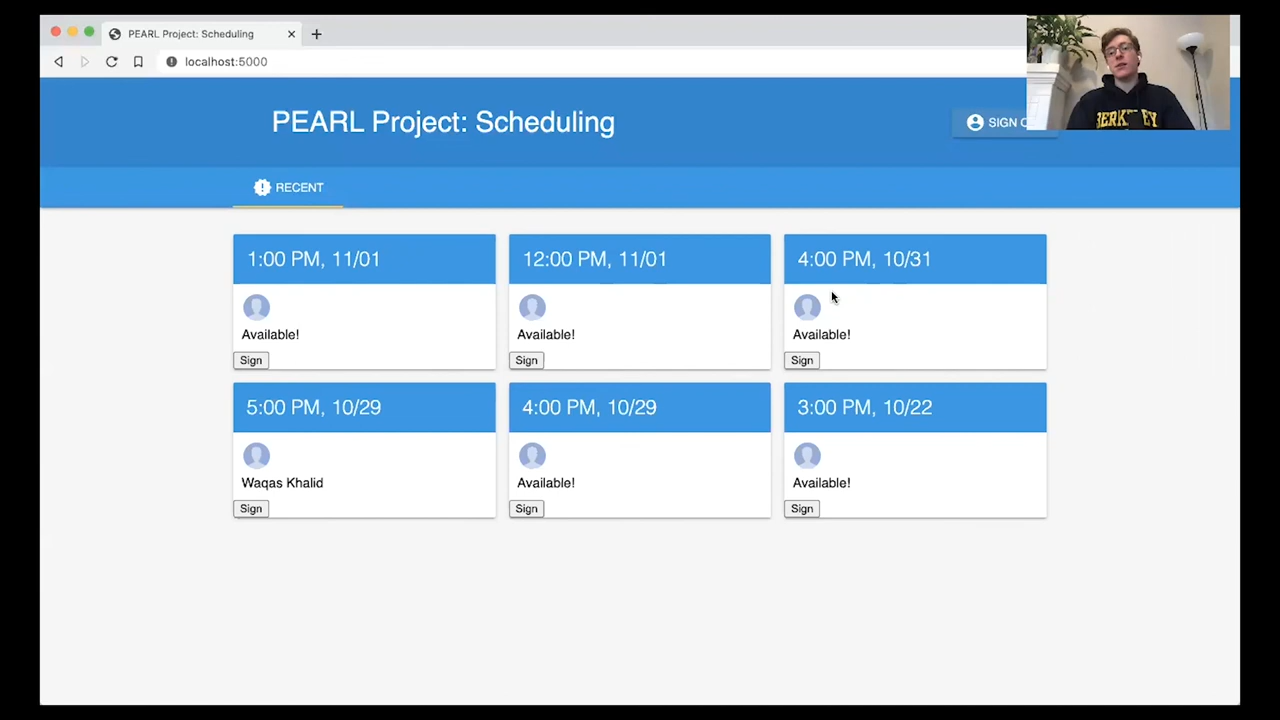 PEARL Project: Scheduling
localhost:5000
PEARL Project: Scheduling
SIGN
RECENT
1:00 PM, 11/01
Available!
Sign
12:00 PM, 11/01
Available!
Sign
4:00 PM, 10/31
Available!
Sign
5:00 PM, 10/29
Waqas Khalid
Sign
4:00 PM, 10/29
Available!
Sign
3:00 PM, 10/22
Available!
Sign
BERKELEY